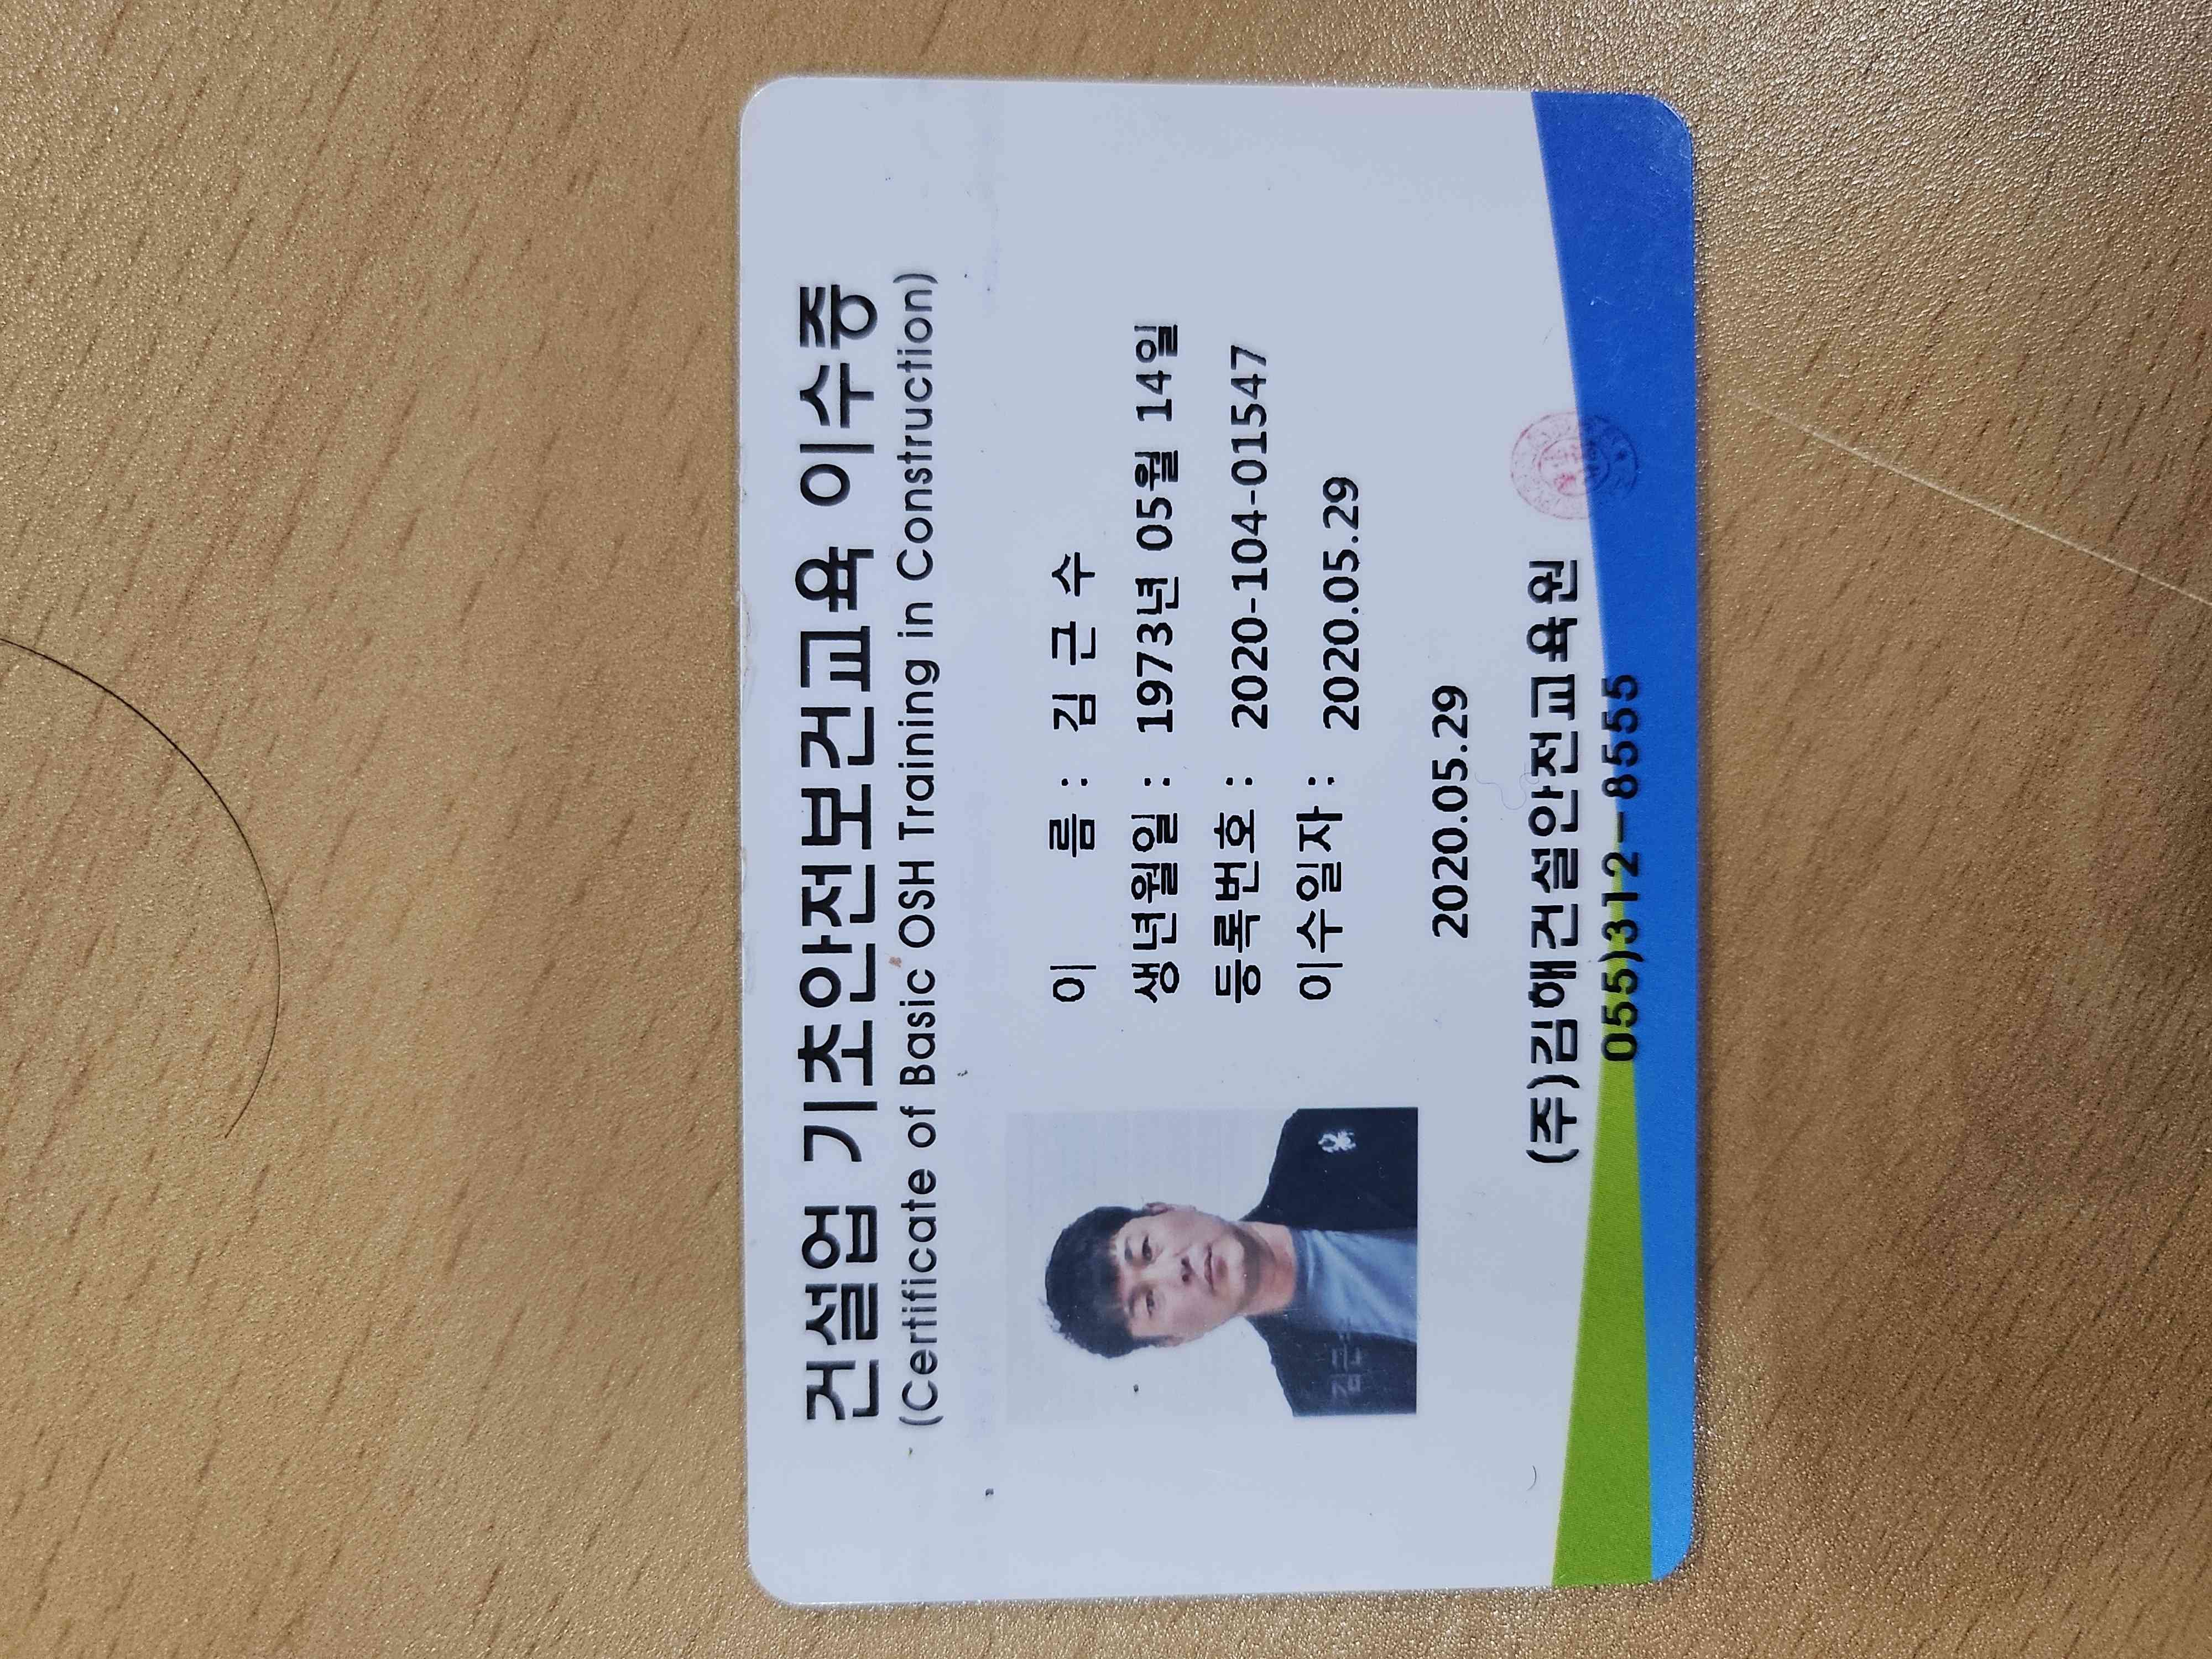 건설업 기초안전보건교육 이수증
(Certificate of Basic OSH Training in Construction)
이 름 : 김 근 수
생년월일 : 1973년 05월 14일
등록번호 : 2020-104-01547
이수일자 : 2020.05.29
2020.05.29
(주)김해건설안전교육원
055)312-8555